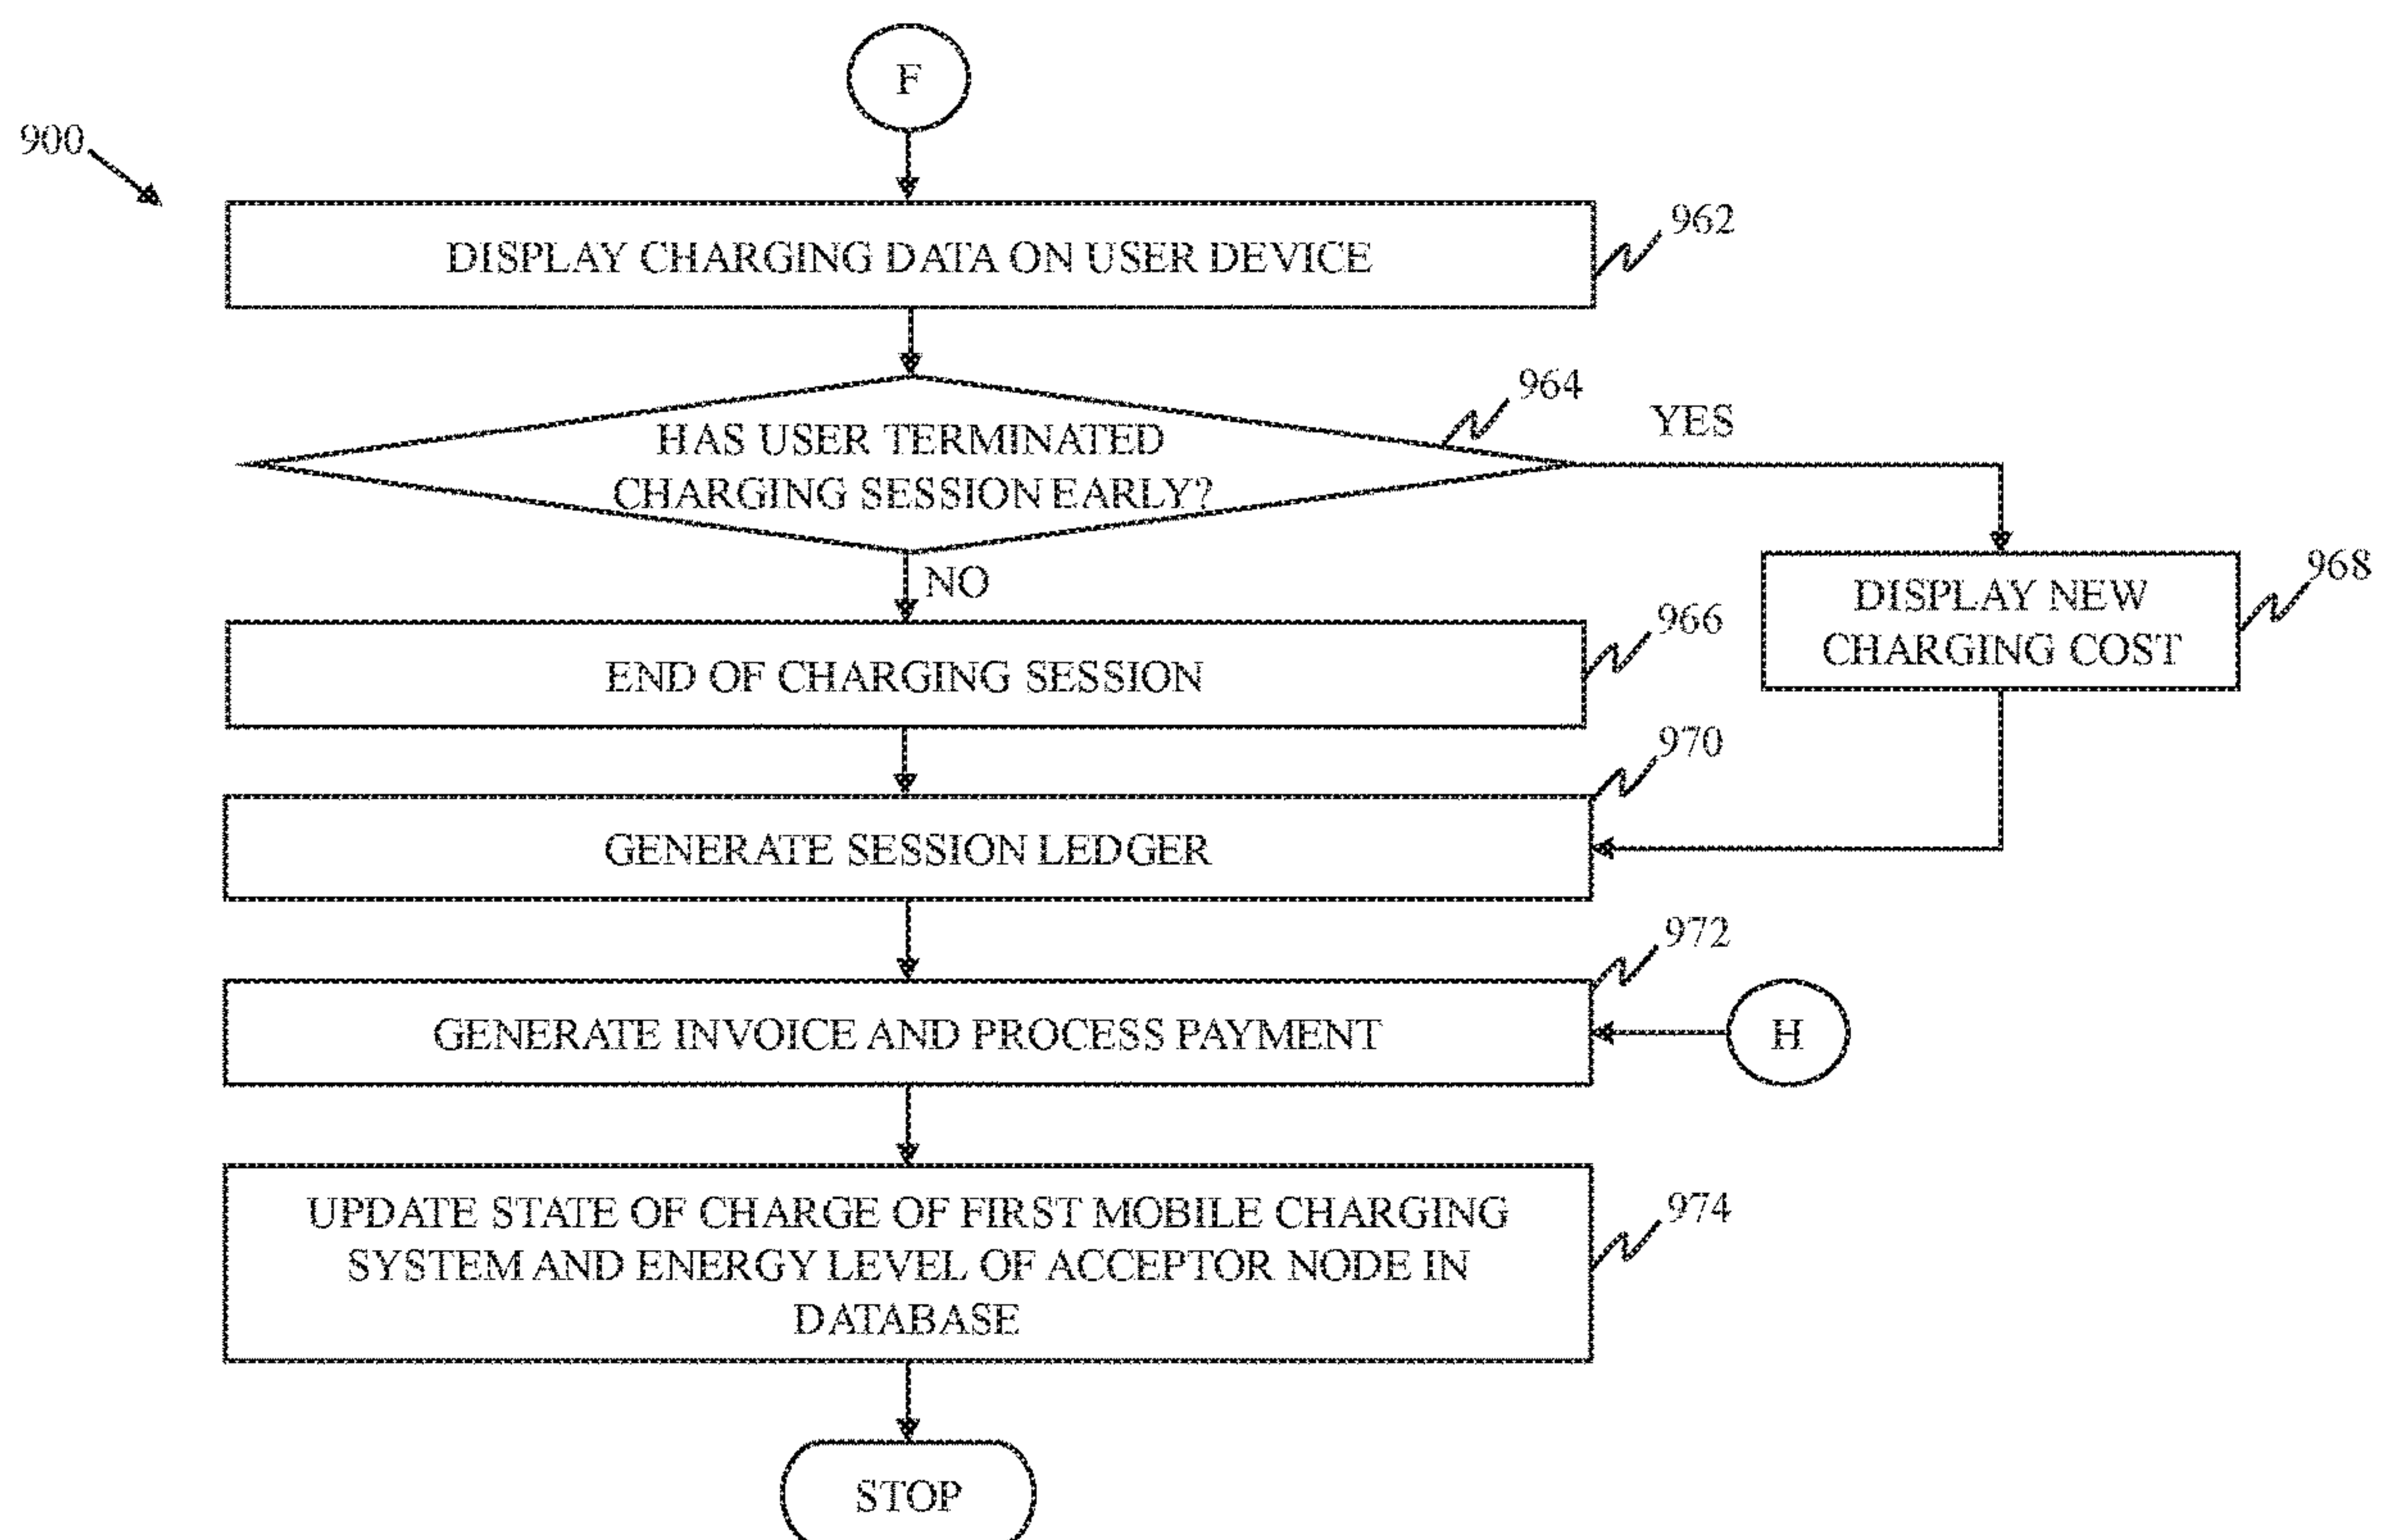 F
900
DISPLAY CHARGING DATA ON USER DEVICE
962
964
HAS USER TERMINATED
CHARGING SESSION EARLY?
YES
NO
968
DISPLAY NEW
CHARGING COST
966
END OF CHARGING SESSION
970
GENERATE SESSION LEDGER
972
GENERATE INVOICE AND PROCESS PAYMENT
H
974
UPDATE STATE OF CHARGE OF FIRST MOBILE CHARGING
SYSTEM AND ENERGY LEVEL OF ACCEPTOR NODE IN
DATABASE
STOP